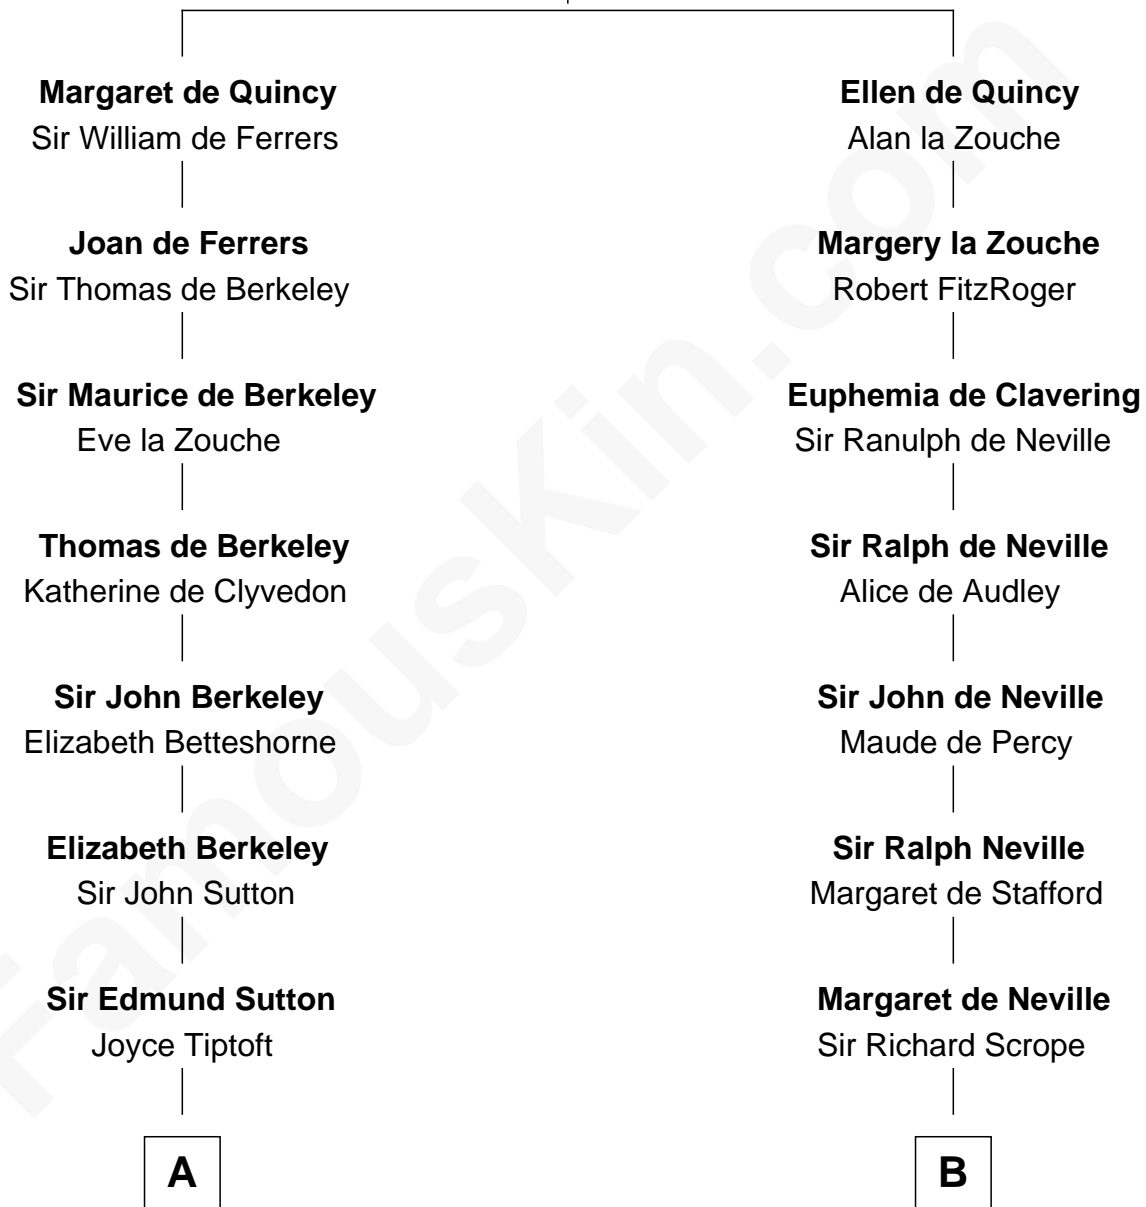 Margaret de Quincy
Sir William de Ferrers
Ellen de Quincy
Alan la Zouche
Joan de Ferrers
Sir Thomas de Berkeley
Margery la Zouche
Robert FitzRoger
Sir Maurice de Berkeley
Eve la Zouche
Euphemia de Clavering
Sir Ranulph de Neville
Thomas de Berkeley
Katherine de Clyvedon
Sir Ralph de Neville
Alice de Audley
Sir John Berkeley
Elizabeth Betteshorne
Sir John de Neville
Maude de Percy
Elizabeth Berkeley
Sir John Sutton
Sir Ralph Neville
Margaret de Stafford
Sir Edmund Sutton
Joyce Tiptoft
Margaret de Neville
Sir Richard Scrope
A
B
FamousKin.com